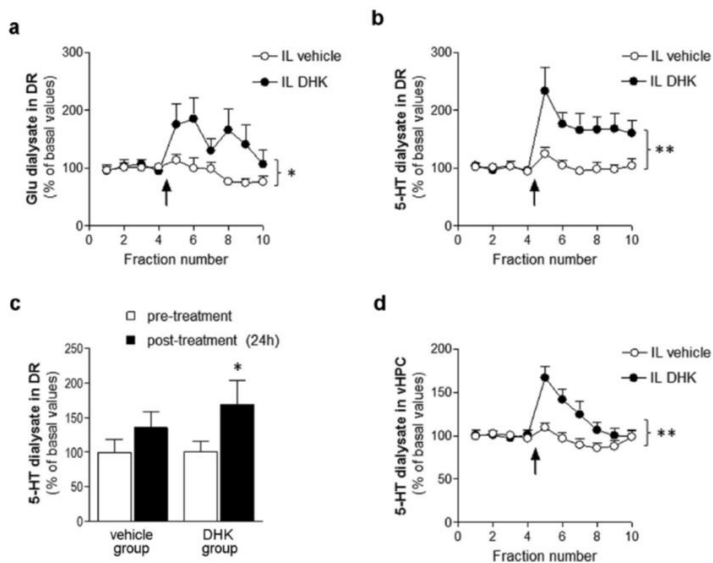 a
IL vehicle
IL DHK
Glu dialysate in DR
(% of basal values)
300
200
100
0
*
0 2 4 6 8 10
Fraction number
b
IL vehicle
IL DHK
5-HT dialysate in DR
(% of basal values)
300
200
100
0
**
0 2 4 6 8 10
Fraction number
c
pre-treatment
post-treatment (24h)
5-HT dialysate in DR
(% of basal values)
250
200
150
100
50
0
*
vehicle
group
DHK
group
d
IL vehicle
IL DHK
5-HT dialysate in vHPC
(% of basal values)
200
150
100
50
0
**
0 2 4 6 8 10
Fraction number